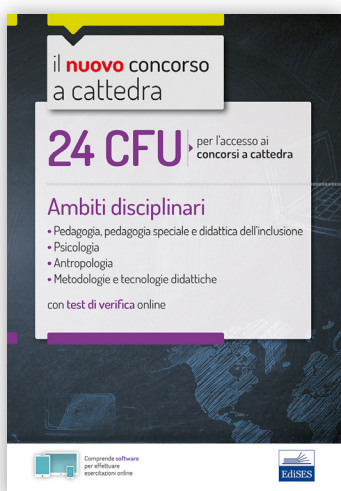 il nuovo concorso
a cattedra
24 CFU
per l'accesso ai
concorsi a cattedra
Ambiti disciplinari
• Pedagogia, pedagogia speciale e didattica dell'inclusione
• Psicologia
• Antropologia
• Metodologie e tecnologie didattiche
con test di verifica online
Comprende software
per effettuare
esercitazioni online
EdiSES